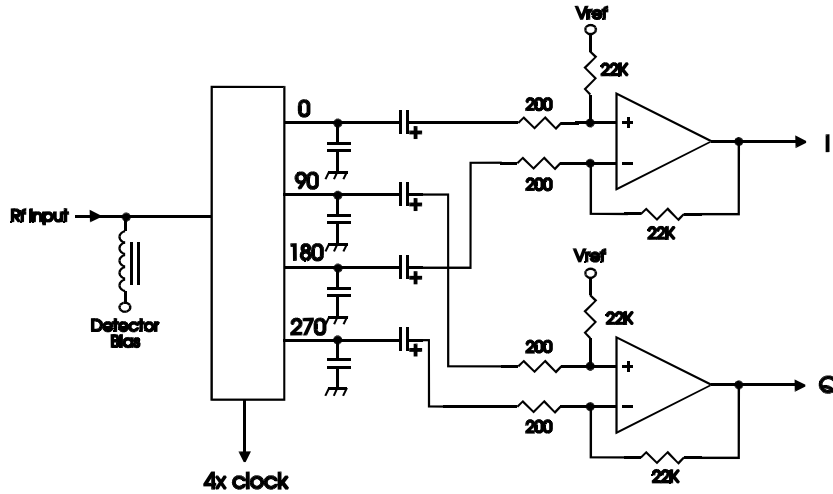 Vref
22K
0
200
+
+
I
90
200
-
+
22K
Rf Input
180
Vref
+
22K
Detector
Bias
270
200
+
+
Q
200
-
22K
4x clock